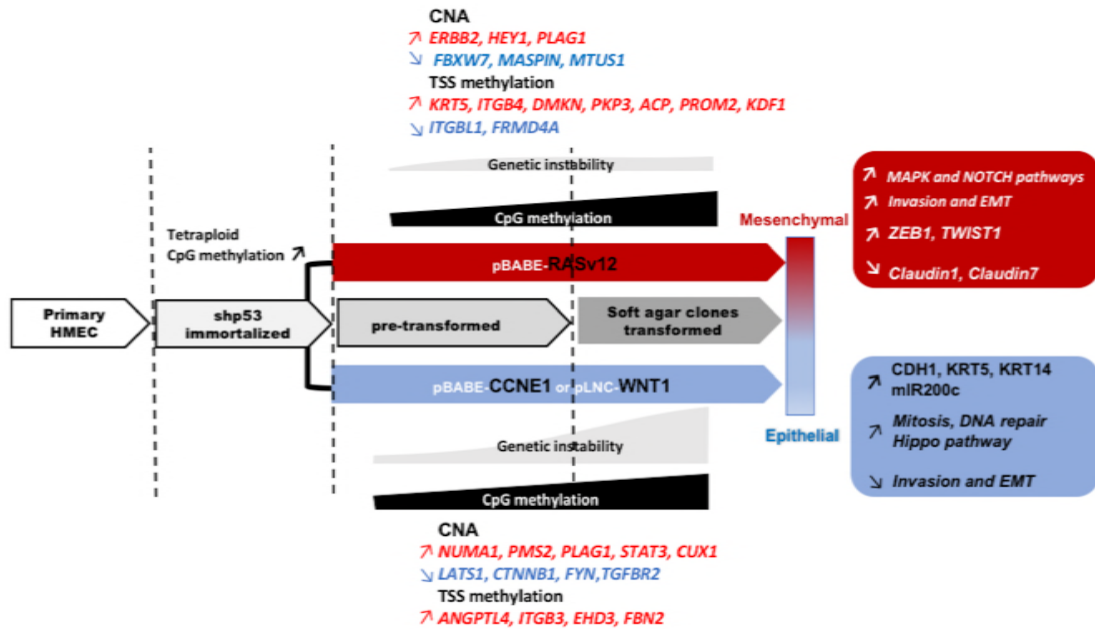 CNA
↗ ERBB2, HEY1, PLAG1
↘ FBXW7, MASPIN, MTUS1
TSS methylation
↗ KRT5, ITGB4, DMKN, PKP3, ACP, PROM2, KDF1
↘ ITGBL1, FRMD4A
Genetic instability
CpG methylation
Tetraploid
CpG methylation ↗
pBABE-RASv12
Primary
HMEC
shp53
immortalized
pre-transformed
Soft agar clones
transformed
pBABE-CCNE1 or pLNC-WNT1
Genetic instability
CpG methylation
CNA
↗ NUMA1, PMS2, PLAG1, STAT3, CUX1
↘ LATS1, CTNNB1, FYN,TGFBR2
TSS methylation
↗ ANGPTL4, ITGB3, EHD3, FBN2
Mesenchymal
Epithelial
↗ MAPK and NOTCH pathways
↗ Invasion and EMT
↗ ZEB1, TWIST1
↘ Claudin1, Claudin7
↗ CDH1, KRT5, KRT14
mIR200c
↗ Mitosis, DNA repair
Hippo pathway
↘ Invasion and EMT